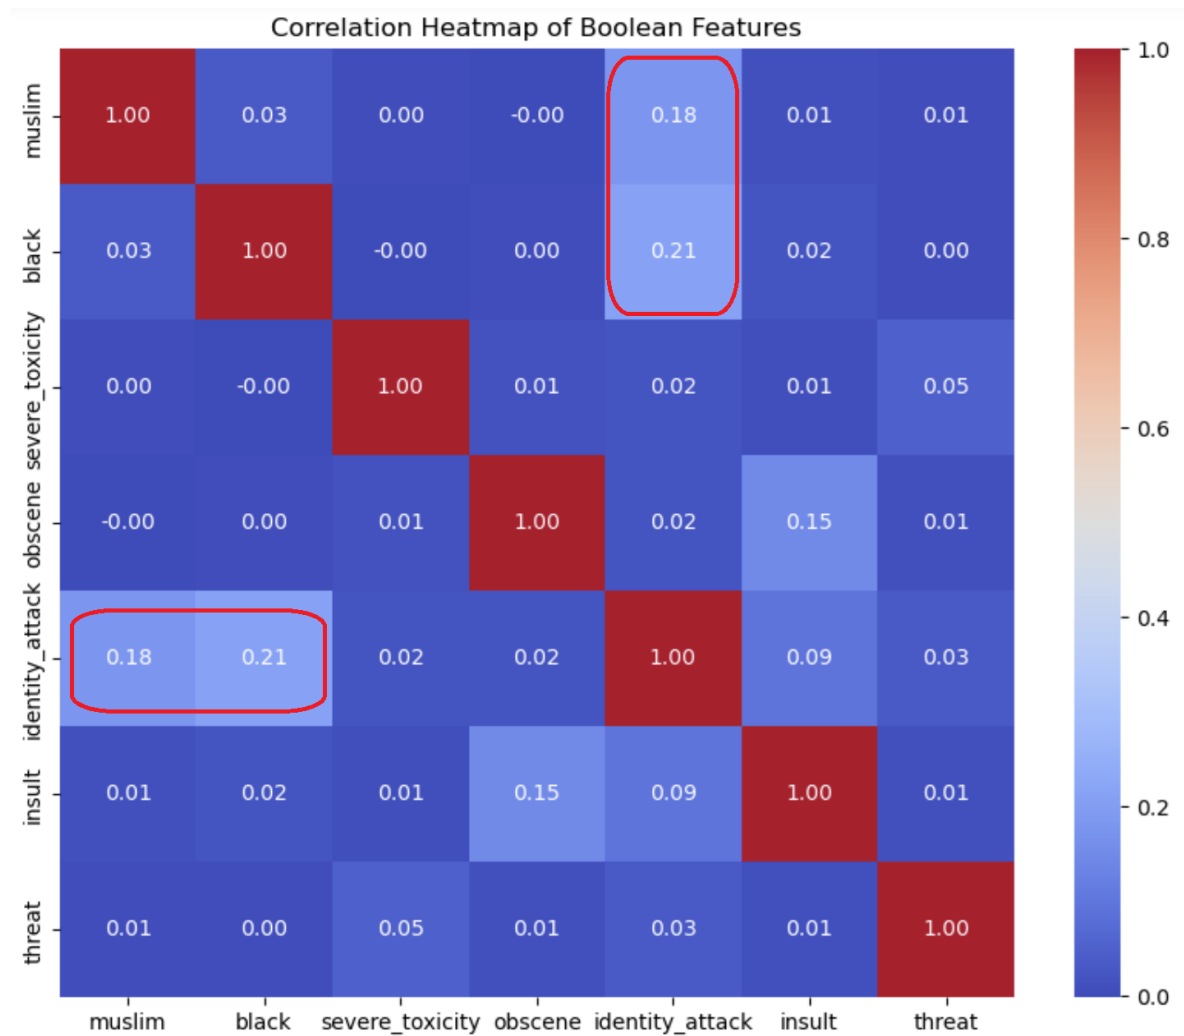 Correlation Heatmap of Boolean Features
muslim 1.00 0.03 0.00 -0.00 0.18 0.01 0.01
black 0.03 1.00 -0.00 0.00 0.21 0.02 0.00
severe_toxicity 0.00 -0.00 1.00 0.01 0.02 0.01 0.05
obscene -0.00 0.00 0.01 1.00 0.02 0.15 0.01
identity_attack 0.18 0.21 0.02 0.02 1.00 0.09 0.03
insult 0.01 0.02 0.01 0.15 0.09 1.00 0.01
threat 0.01 0.00 0.05 0.01 0.03 0.01 1.00
muslim black severe_toxicity obscene identity_attack insult threat
1.0
0.8
0.6
0.4
0.2
0.0